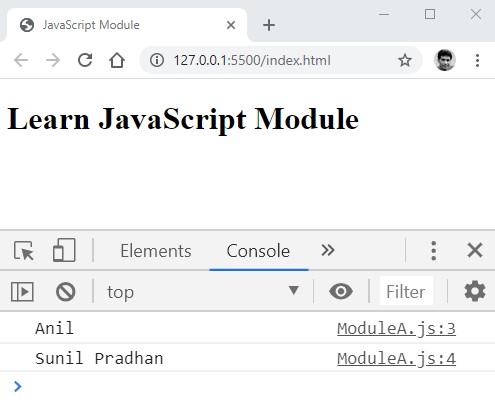 JavaScript Module
127.0.0.1:5500/index.html
Learn JavaScript Module
Elements Console
top Filter
Anil ModuleA.js:3
Sunil Pradhan ModuleA.js:4